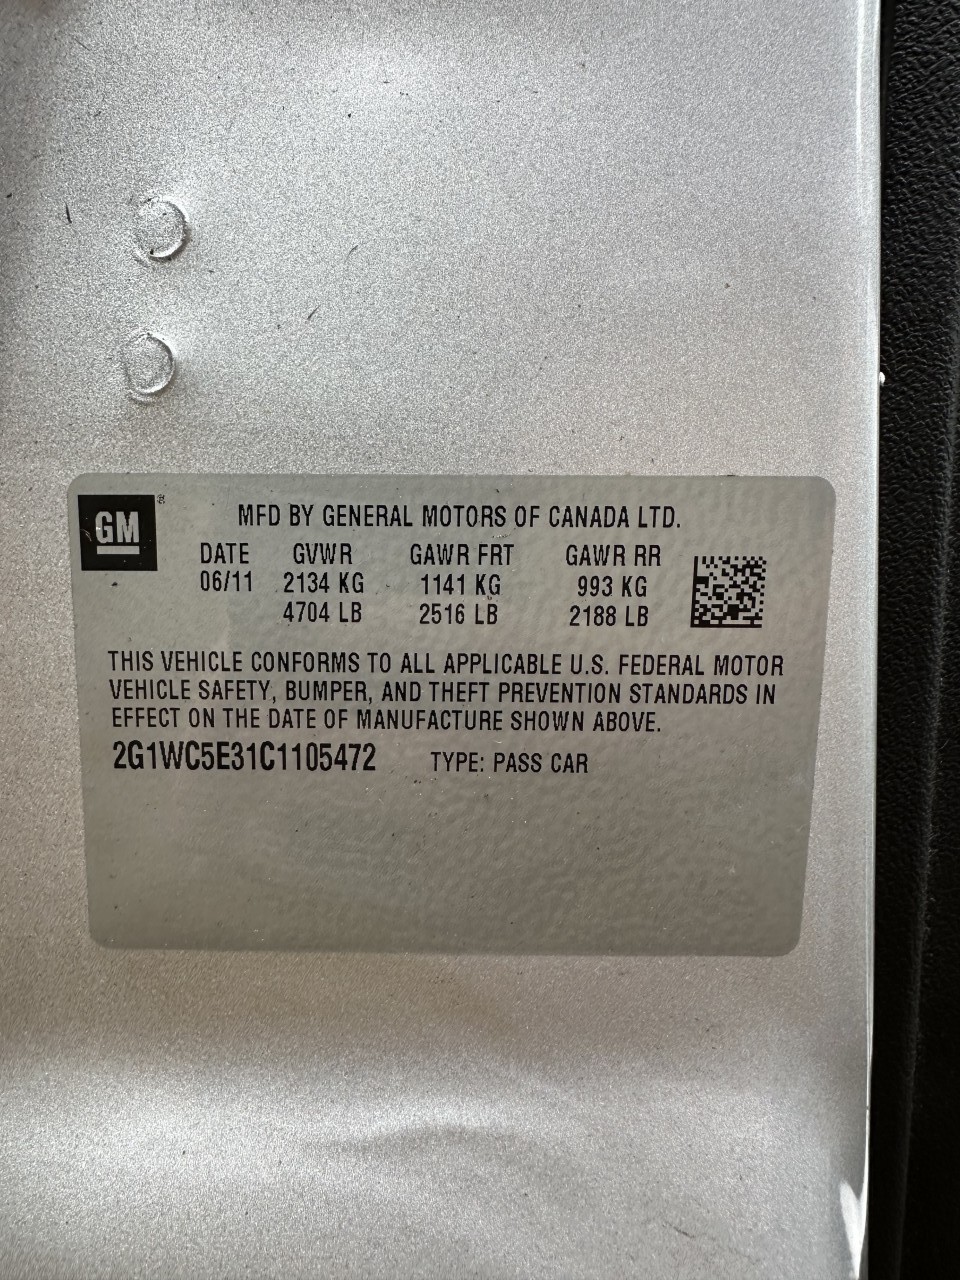 GM ®
MFD BY GENERAL MOTORS OF CANADA LTD.
DATE GVWR GAWR FRT GAWR RR
06/11 2134 KG 1141 KG 993 KG
4704 LB 2516 LB 2188 LB
THIS VEHICLE CONFORMS TO ALL APPLICABLE U.S. FEDERAL MOTOR
VEHICLE SAFETY, BUMPER, AND THEFT PREVENTION STANDARDS IN
EFFECT ON THE DATE OF MANUFACTURE SHOWN ABOVE.
2G1WC5E31C1105472 TYPE: PASS CAR